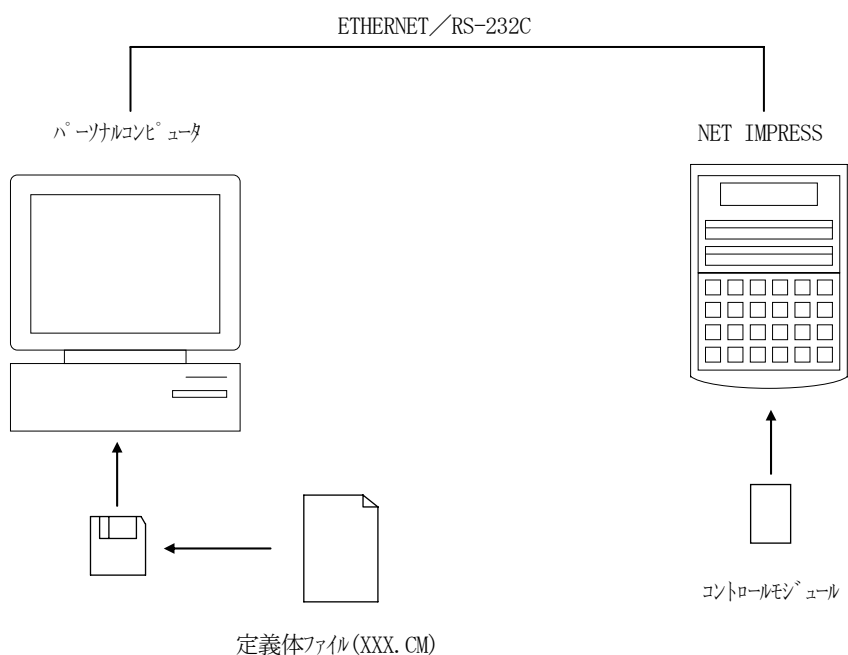 ETHERNET／RS-232C
ﾊﾟｰｿﾅﾙｺﾝﾋﾟｭｰﾀ
NET IMPRESS
ｺﾝﾄﾛｰﾙﾓｼﾞｭｰﾙ
定義体ﾌｧｲﾙ(XXX.CM)